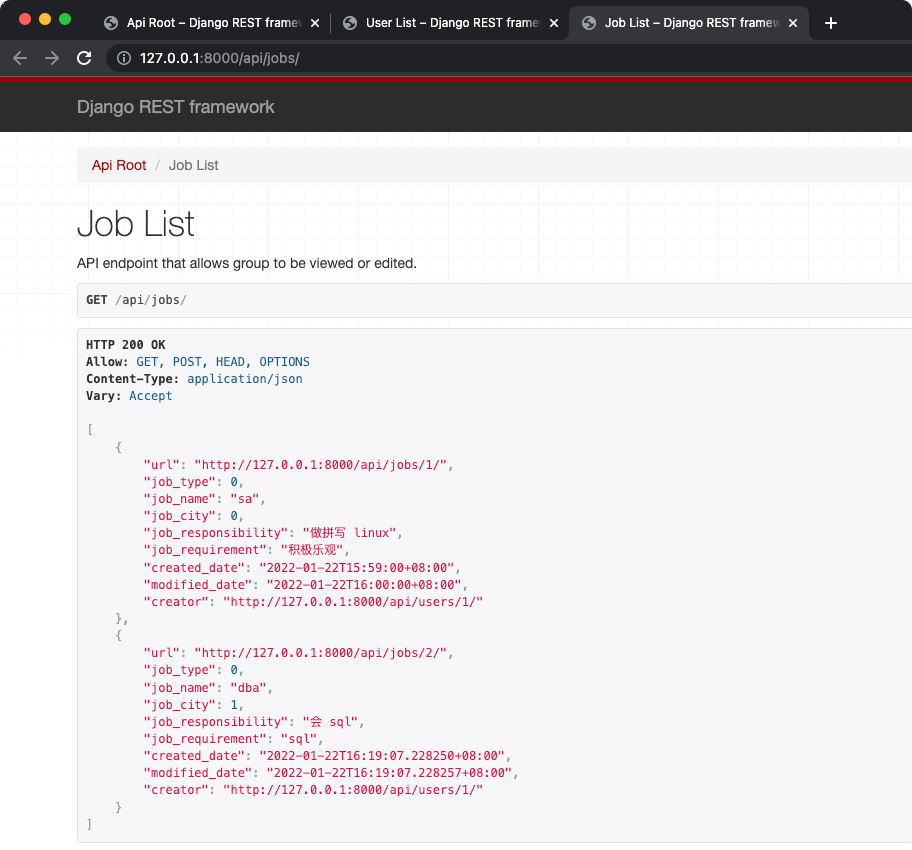 Api Root – Django REST framew
User List – Django REST frame
Job List – Django REST framew
127.0.0.1:8000/api/jobs/
Django REST framework
Api Root / Job List
Job List
API endpoint that allows group to be viewed or edited.
GET /api/jobs/
HTTP 200 OK
Allow: GET, POST, HEAD, OPTIONS
Content-Type: application/json
Vary: Accept
[
{
"url": "http://127.0.0.1:8000/api/jobs/1/",
"job_type": 0,
"job_name": "sa",
"job_city": 0,
"job_responsibility": "做拼写 linux",
"job_requirement": "积极乐观",
"created_date": "2022-01-22T15:59:00+08:00",
"modified_date": "2022-01-22T16:00:00+08:00",
"creator": "http://127.0.0.1:8000/api/users/1/"
},
{
"url": "http://127.0.0.1:8000/api/jobs/2/",
"job_type": 0,
"job_name": "dba",
"job_city": 1,
"job_responsibility": "会 sql",
"job_requirement": "sql",
"created_date": "2022-01-22T16:19:07.228250+08:00",
"modified_date": "2022-01-22T16:19:07.228257+08:00",
"creator": "http://127.0.0.1:8000/api/users/1/"
}
]